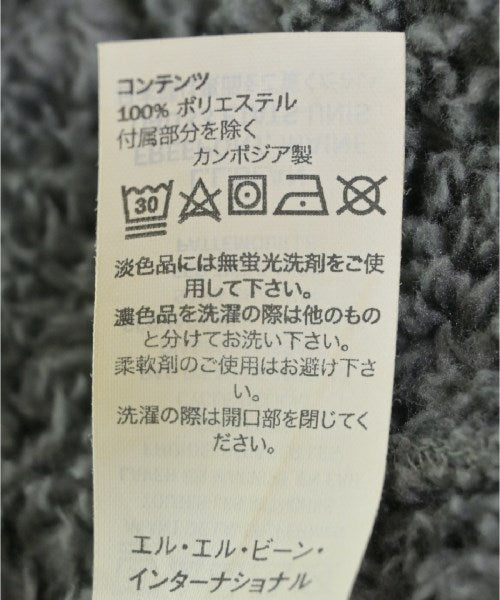 コンテンツ
100% ポリエステル
付属部分を除く
カンボジア製
30
淡色品には無蛍光洗剤をご使
用して下さい。
濃色品を洗濯の際は他のもの
と分けてお洗い下さい。
柔軟剤のご使用はお避け下さ
い。
洗濯の際は開口部を閉じてく
ださい。
エル・エル・ビーン・
インターナショナル